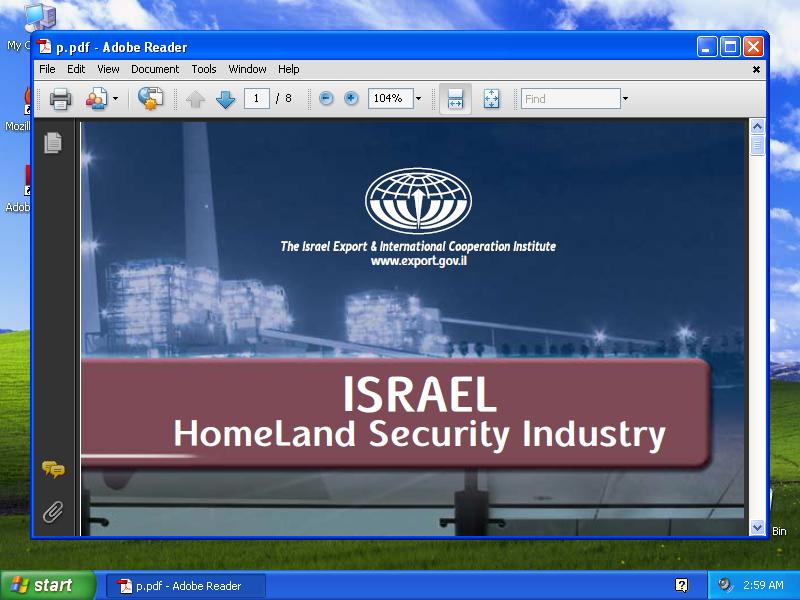 My C
p.pdf - Adobe Reader
File Edit View Document Tools Window Help
1 / 8
104%
Find
Mozil
Adob
The Israel Export & International Cooperation Institute
www.export.gov.il
ISRAEL
HomeLand Security Industry
Bin
start
p.pdf - Adobe Reader
2:59 AM